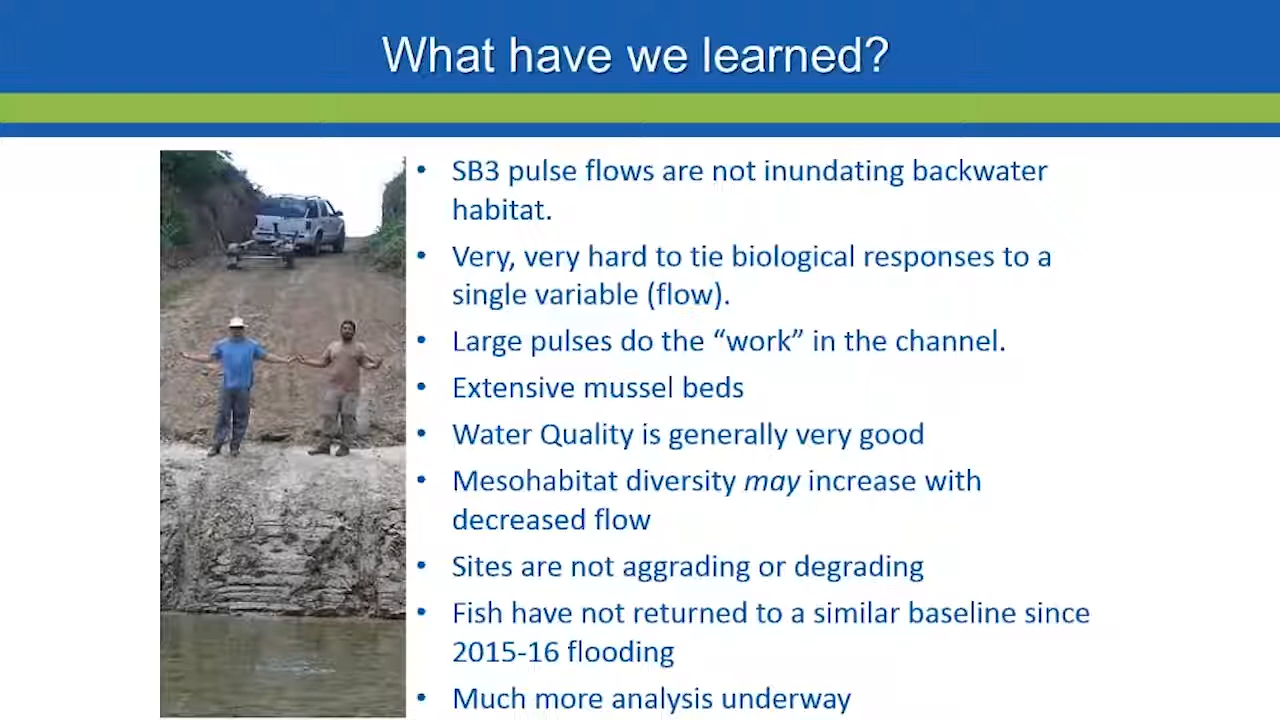 What have we learned?
• SB3 pulse flows are not inundating backwater
habitat.
• Very, very hard to tie biological responses to a
single variable (flow).
• Large pulses do the “work” in the channel.
• Extensive mussel beds
• Water Quality is generally very good
• Mesohabitat diversity may increase with
decreased flow
• Sites are not aggrading or degrading
• Fish have not returned to a similar baseline since
2015-16 flooding
• Much more analysis underway